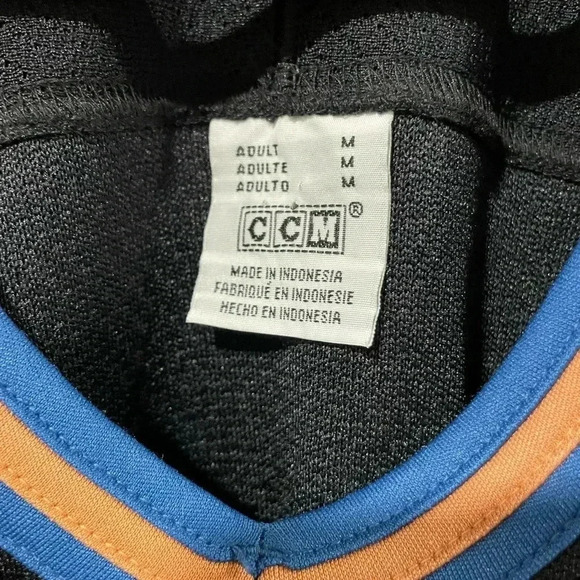 ADULT M
ADULTE M
ADULTO M
CCM®
MADE IN INDONESIA
FABRIQUÉ EN INDONESIE
HECHO EN INDONESIA